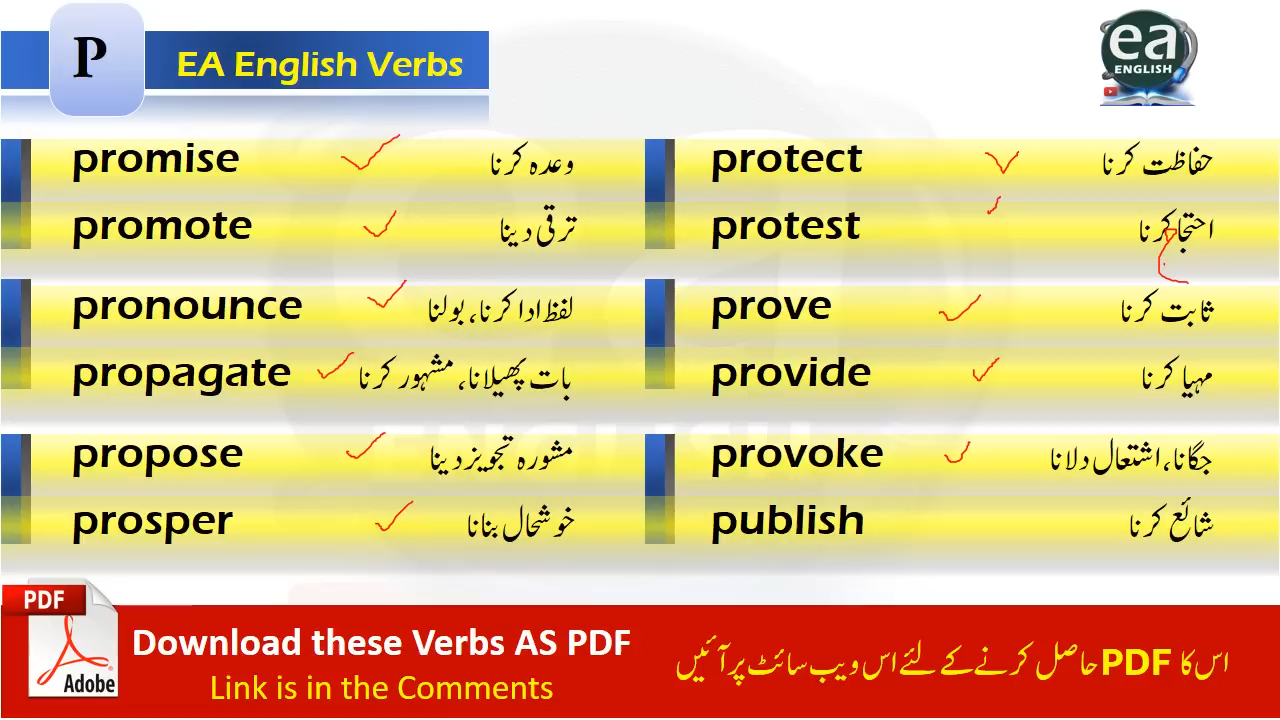 P
EA English Verbs
ea
ENGLISH
promise وعدہ کرنا
promote ترقی دینا
pronounce لفظ ادا کرنا، بولنا
propagate بات پھیلانا، مشہور کرنا
propose مشورہ تجویز دینا
prosper خوشحال بنانا
protect حفاظت کرنا
protest احتجا کرنا
prove ثابت کرنا
provide مہیا کرنا
provoke جگانا، اشتعال دلانا
publish شائع کرنا
PDF
Adobe
Download these Verbs AS PDF
Link is in the Comments
اس کا PDF حاصل کرنے کے لئے اس ویب سائٹ پر آئیں